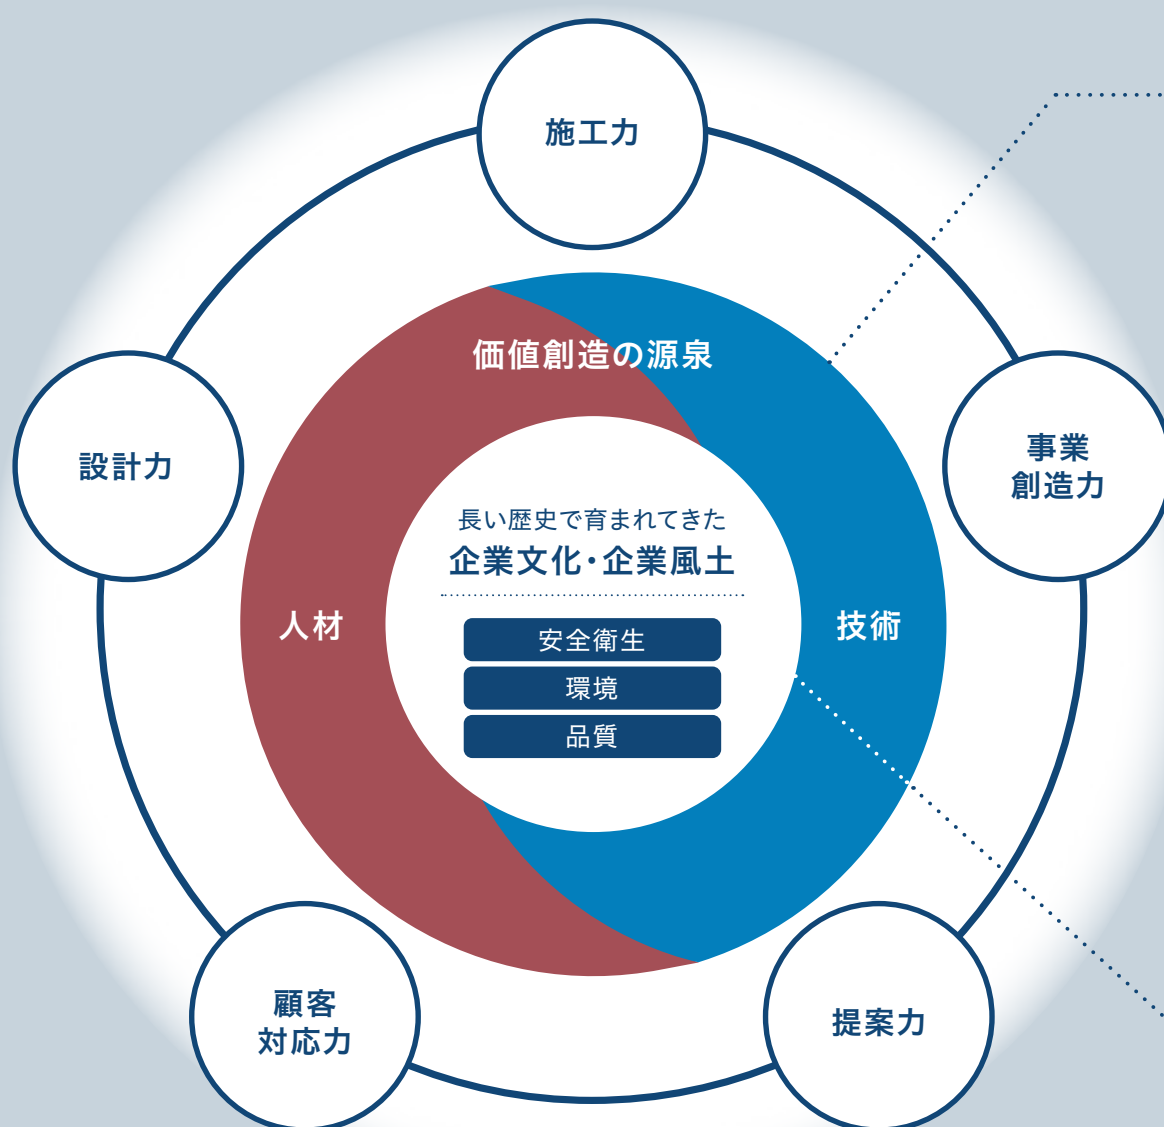 施工力
価値創造の源泉
設計力
事業
創造力
長い歴史で育まれてきた
企業文化・企業風土
人材
技術
安全衛生
環境
品質
顧客
対応力
提案力